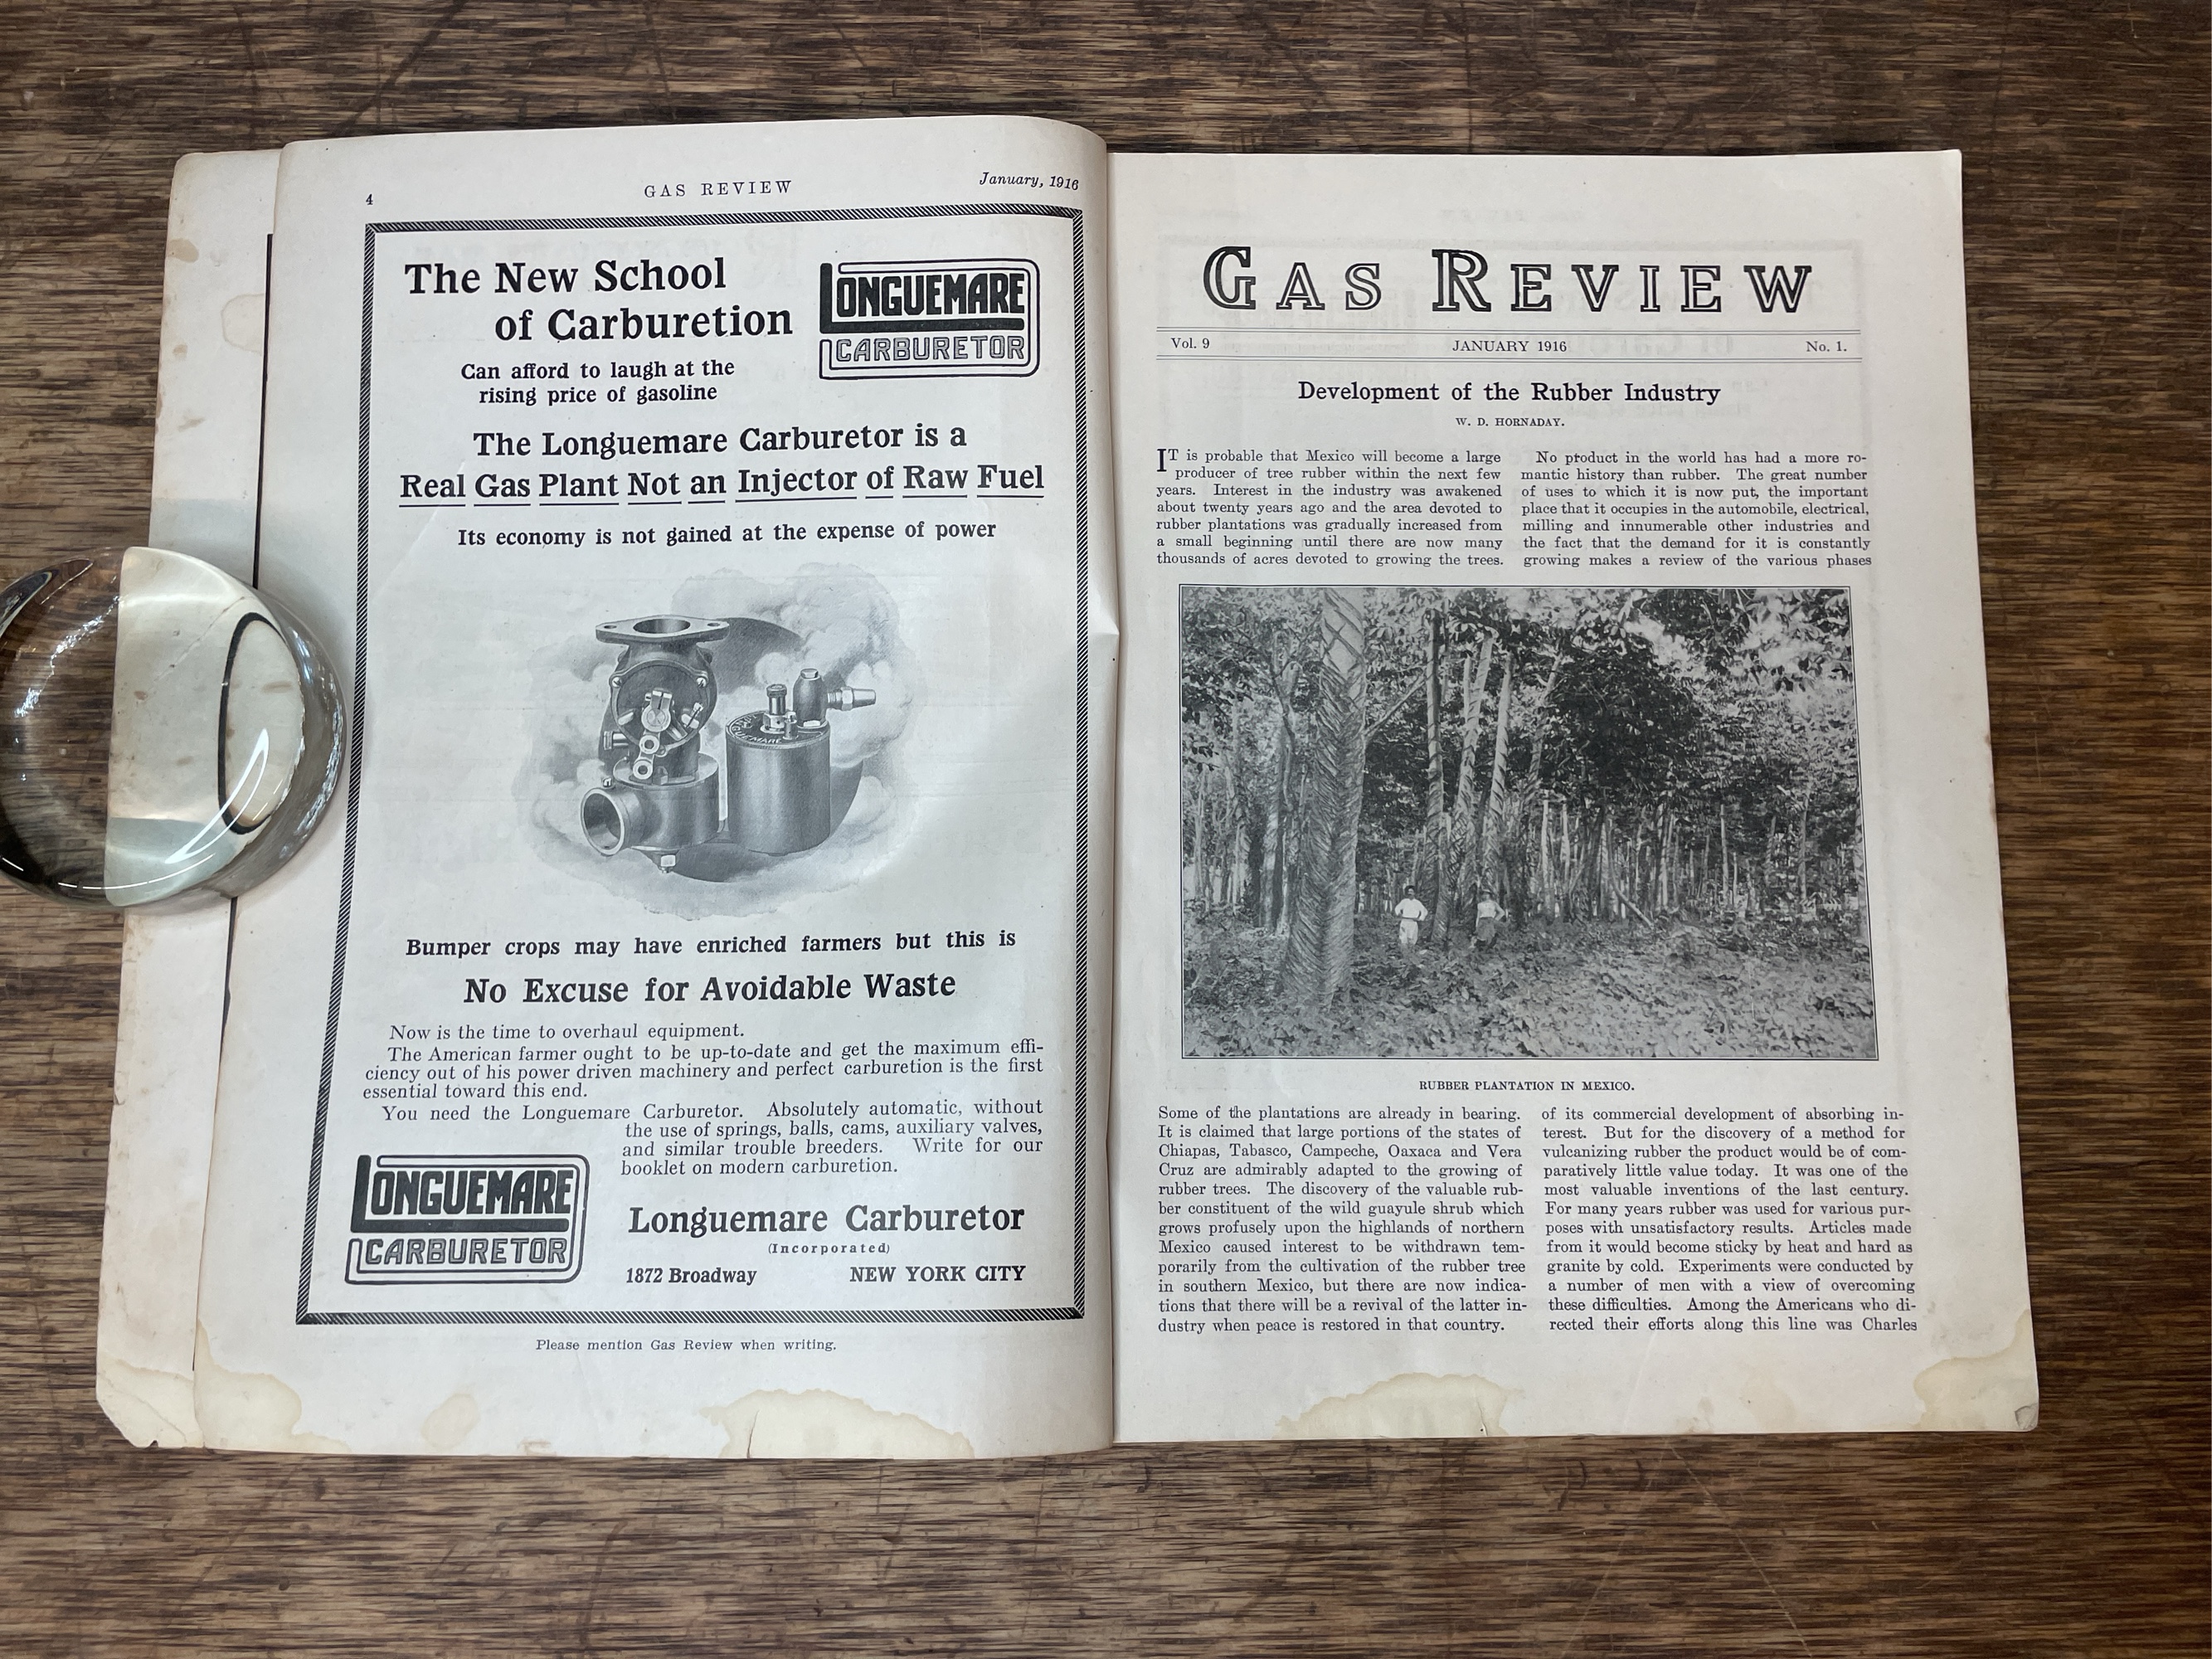 4
GAS REVIEW
January, 1916
The New School
of Carburetion
LONGUEMARE
CARBURETOR
Can afford to laugh at the
rising price of gasoline
The Longuemare Carburetor is a
Real Gas Plant Not an Injector of Raw Fuel
Its economy is not gained at the expense of power
Bumper crops may have enriched farmers but this is
No Excuse for Avoidable Waste
Now is the time to overhaul equipment.
The American farmer ought to be up-to-date and get the maximum effi-
ciency out of his power driven machinery and perfect carburetion is the first
essential toward this end.
You need the Longuemare Carburetor. Absolutely automatic, without
the use of springs, balls, cams, auxiliary valves,
and similar trouble breeders. Write for our
booklet on modern carburetion.
LONGUEMARE
CARBURETOR
Longuemare Carburetor
(Incorporated)
1872 Broadway NEW YORK CITY
Please mention Gas Review when writing.
GAS REVIEW
Vol. 9 JANUARY 1916 No. 1.
Development of the Rubber Industry
W. D. HORNADAY.
IT is probable that Mexico will become a large
producer of tree rubber within the next few
years. Interest in the industry was awakened
about twenty years ago and the area devoted to
rubber plantations was gradually increased from
a small beginning until there are now many
thousands of acres devoted to growing the trees.
No product in the world has had a more ro-
mantic history than rubber. The great number
of uses to which it is now put, the important
place that it occupies in the automobile, electrical,
milling and innumerable other industries and
the fact that the demand for it is constantly
growing makes a review of the various phases
RUBBER PLANTATION IN MEXICO.
Some of the plantations are already in bearing.
It is claimed that large portions of the states of
Chiapas, Tabasco, Campeche, Oaxaca and Vera
Cruz are admirably adapted to the growing of
rubber trees. The discovery of the valuable rub-
ber constituent of the wild guayule shrub which
grows profusely upon the highlands of northern
Mexico caused interest to be withdrawn tem-
porarily from the cultivation of the rubber tree
in southern Mexico, but there are now indica-
tions that there will be a revival of the latter in-
dustry when peace is restored in that country.
of its commercial development of absorbing in-
terest. But for the discovery of a method for
vulcanizing rubber the product would be of com-
paratively little value today. It was one of the
most valuable inventions of the last century.
For many years rubber was used for various pur-
poses with unsatisfactory results. Articles made
from it would become sticky by heat and hard as
granite by cold. Experiments were conducted by
a number of men with a view of overcoming
these difficulties. Among the Americans who di-
rected their efforts along this line was Charles